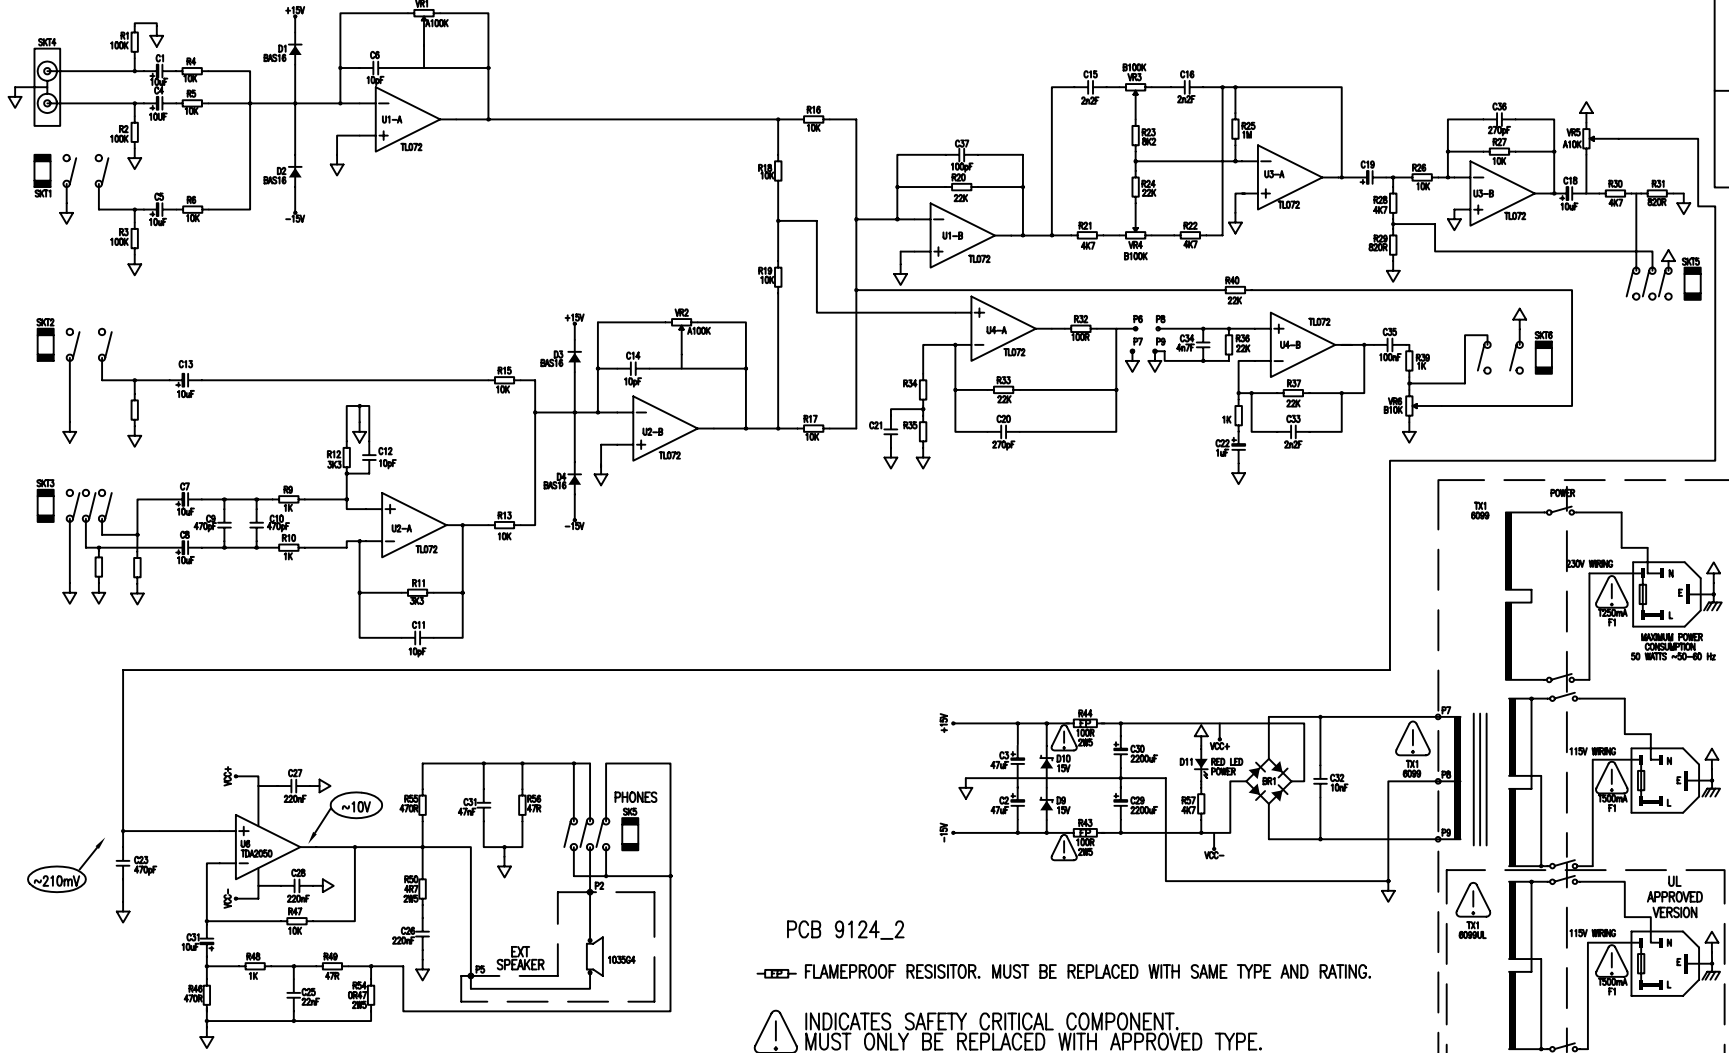 +15V
VR1
A100K
SKT4
R1
100K
D1
BAS16
C1
10uF
R4
10K
C6
10pF
C4
10UF
R5
10K
U1-A
TL072
R2
100K
SKT1
D2
BAS16
C5
10uF
R6
10K
-15V
R3
100K
R16
10K
R18
10K
R19
10K
R17
10K
C37
100pF
R20
22K
U1-B
TL072
C15
2n2F
B100K
VR3
C16
2n2F
R23
8K2
R25
1M
R24
22K
R21
4K7
VR4
B100K
R22
4K7
U3-A
TL072
C19
R26
10K
R28
4K7
R29
820R
C36
270pF
R27
10K
U3-B
TL072
VR5
A10K
C18
10uF
R30
4K7
R31
820R
SKT5
R40
22K
SKT2
C13
10uF
R15
10K
+15V
D3
BAS16
VR2
A100K
C14
10pF
U2-B
TL072
D4
BAS16
-15V
U4-A
TL072
R32
100R
R34
R33
22K
C21
R35
C20
270pF
P6
P8
P7
P9
C34
4n7F
R36
22K
TL072
U4-B
C35
100nF
R39
1K
R37
22K
1K
C33
2n2F
C22
1uF
VR6
B10K
SKT6
SKT3
C7
10uF
C9
470pF
C10
470pF
C8
10uF
R9
1K
R10
1K
R12
3K3
C12
10pF
U2-A
TL072
R11
3K3
C11
10pF
R13
10K
TX1
6099
POWER
230V WIRING
N
E
L
T250mA
F1
MAXIMUM POWER
CONSUMPTION
50 WATTS ~50-60 Hz
115V WIRING
N
E
L
T500mA
F1
UL
APPROVED
VERSION
TX1
6099UL
115V WIRING
N
E
L
T500mA
F1
+15V
C3
47uF
D10
15V
R44
FP
100R
2W5
C30
2200uF
VCC+
D11
RED LED
POWER
BR1
C32
10nF
P7
TX1
6099
P8
P9
C2
47uF
D9
15V
C29
2200uF
R57
4K7
-15V
R43
FP
100R
2W5
VCC-
VCC+
C27
220nF
~10V
U6
TDA2050
C28
220nF
VCC-
C23
470pF
~210mV
R47
10K
C31
10uF
R48
1K
R49
47R
R46
470R
C25
22nF
R54
0R47
2W5
R55
470R
C31
47nF
R56
47R
PHONES
SK5
R50
4R7
2W5
C26
220nF
P2
P5
EXT
SPEAKER
1035G4
PCB 9124_2
FP FLAMEPROOF RESISITOR. MUST BE REPLACED WITH SAME TYPE AND RATING.
INDICATES SAFETY CRITICAL COMPONENT.
MUST ONLY BE REPLACED WITH APPROVED TYPE.